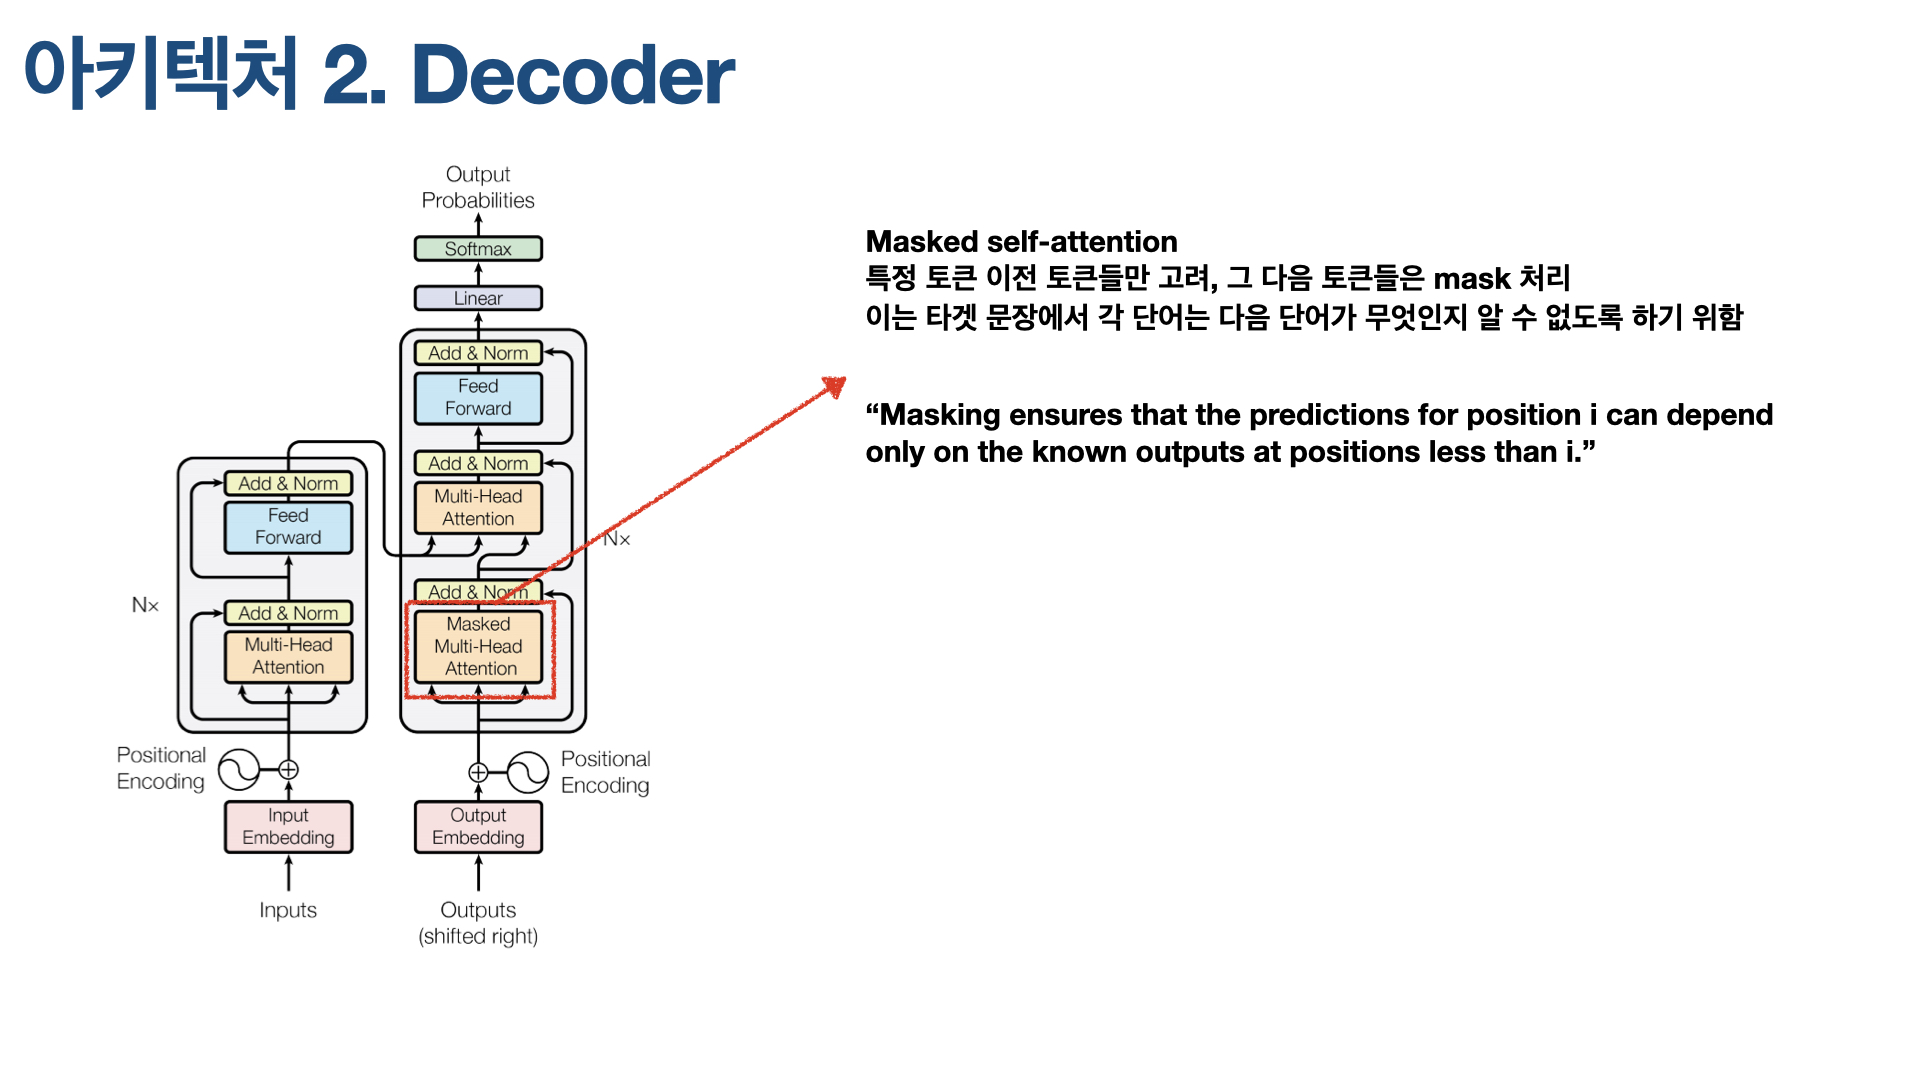 아키텍처 2. Decoder
Output
Probabilities
Softmax
Linear
Add & Norm
Feed
Forward
Add & Norm
Multi-Head
Attention
Nx
Add & Norm
Masked
Multi-Head
Attention
Add & Norm
Feed
Forward
Nx
Add & Norm
Multi-Head
Attention
Positional
Encoding
Positional
Encoding
Input
Embedding
Output
Embedding
Inputs
Outputs
(shifted right)
Masked self-attention
특정 토큰 이전 토큰들만 고려, 그 다음 토큰들은 mask 처리
이는 타겟 문장에서 각 단어는 다음 단어가 무엇인지 알 수 없도록 하기 위함
“Masking ensures that the predictions for position i can depend
only on the known outputs at positions less than i.”